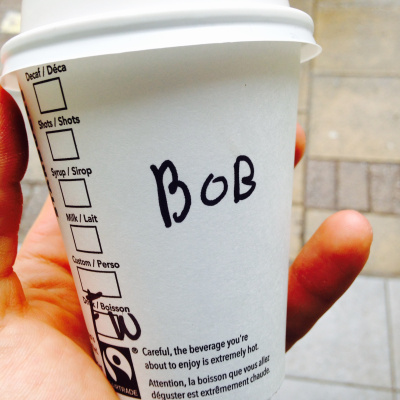 Decaf / Déca
Shots / Shots
Syrup / Sirop
Milk / Lait
Custom / Perso
/ Boisson
BOB
Careful, the beverage you're
about to enjoy is extremely hot.
Attention, la boisson que vous allez
déguster est extrêmement chaude.